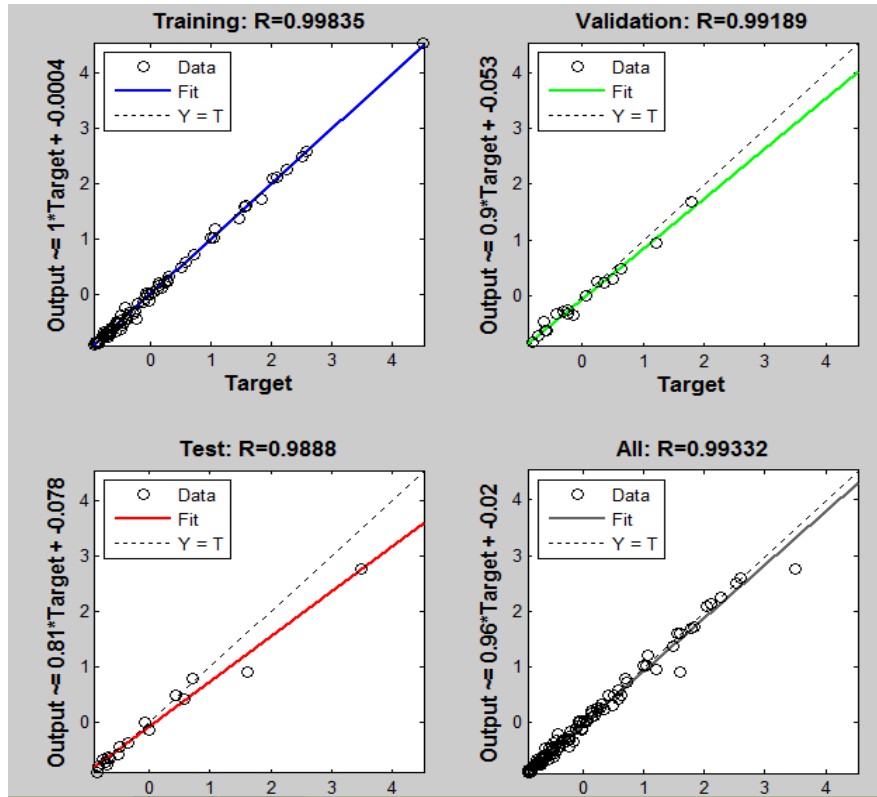 Training: R=0.99835
Output ~= 1*Target + -0.0004
Data
Fit
Y = T
4
3
2
1
0
0 1 2 3 4
Target
Validation: R=0.99189
Output ~= 0.9*Target + -0.053
Data
Fit
Y = T
4
3
2
1
0
0 1 2 3 4
Target
Test: R=0.9888
Output ~= 0.81*Target + -0.078
Data
Fit
Y = T
4
3
2
1
0
0 1 2 3 4
All: R=0.99332
Output ~= 0.96*Target + -0.02
Data
Fit
Y = T
4
3
2
1
0
0 1 2 3 4